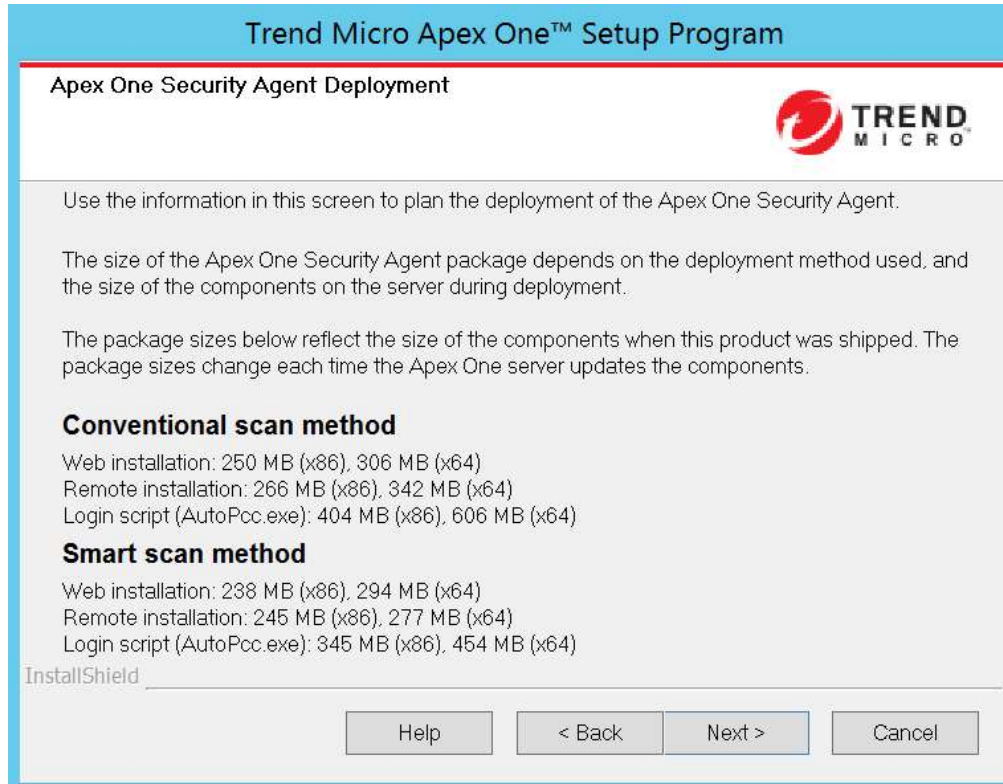 Trend Micro Apex One™ Setup Program
Apex One Security Agent Deployment
TREND
MICRO™
Use the information in this screen to plan the deployment of the Apex One Security Agent.
The size of the Apex One Security Agent package depends on the deployment method used, and
the size of the components on the server during deployment.
The package sizes below reflect the size of the components when this product was shipped. The
package sizes change each time the Apex One server updates the components.
Conventional scan method
Web installation: 250 MB (x86), 306 MB (x64)
Remote installation: 266 MB (x86), 342 MB (x64)
Login script (AutoPcc.exe): 404 MB (x86), 606 MB (x64)
Smart scan method
Web installation: 238 MB (x86), 294 MB (x64)
Remote installation: 245 MB (x86), 277 MB (x64)
Login script (AutoPcc.exe): 345 MB (x86), 454 MB (x64)
InstallShield
Help
< Back
Next >
Cancel